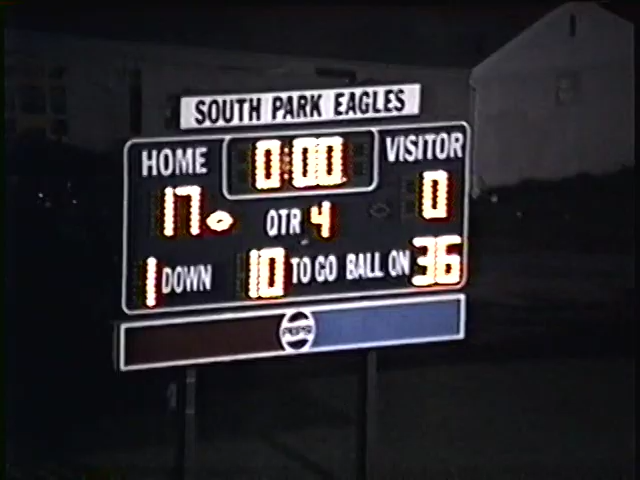 SOUTH PARK EAGLES
HOME 0:00 VISITOR
17 QTR 4 0
1 DOWN 10 TO GO BALL ON 36
PEPSI